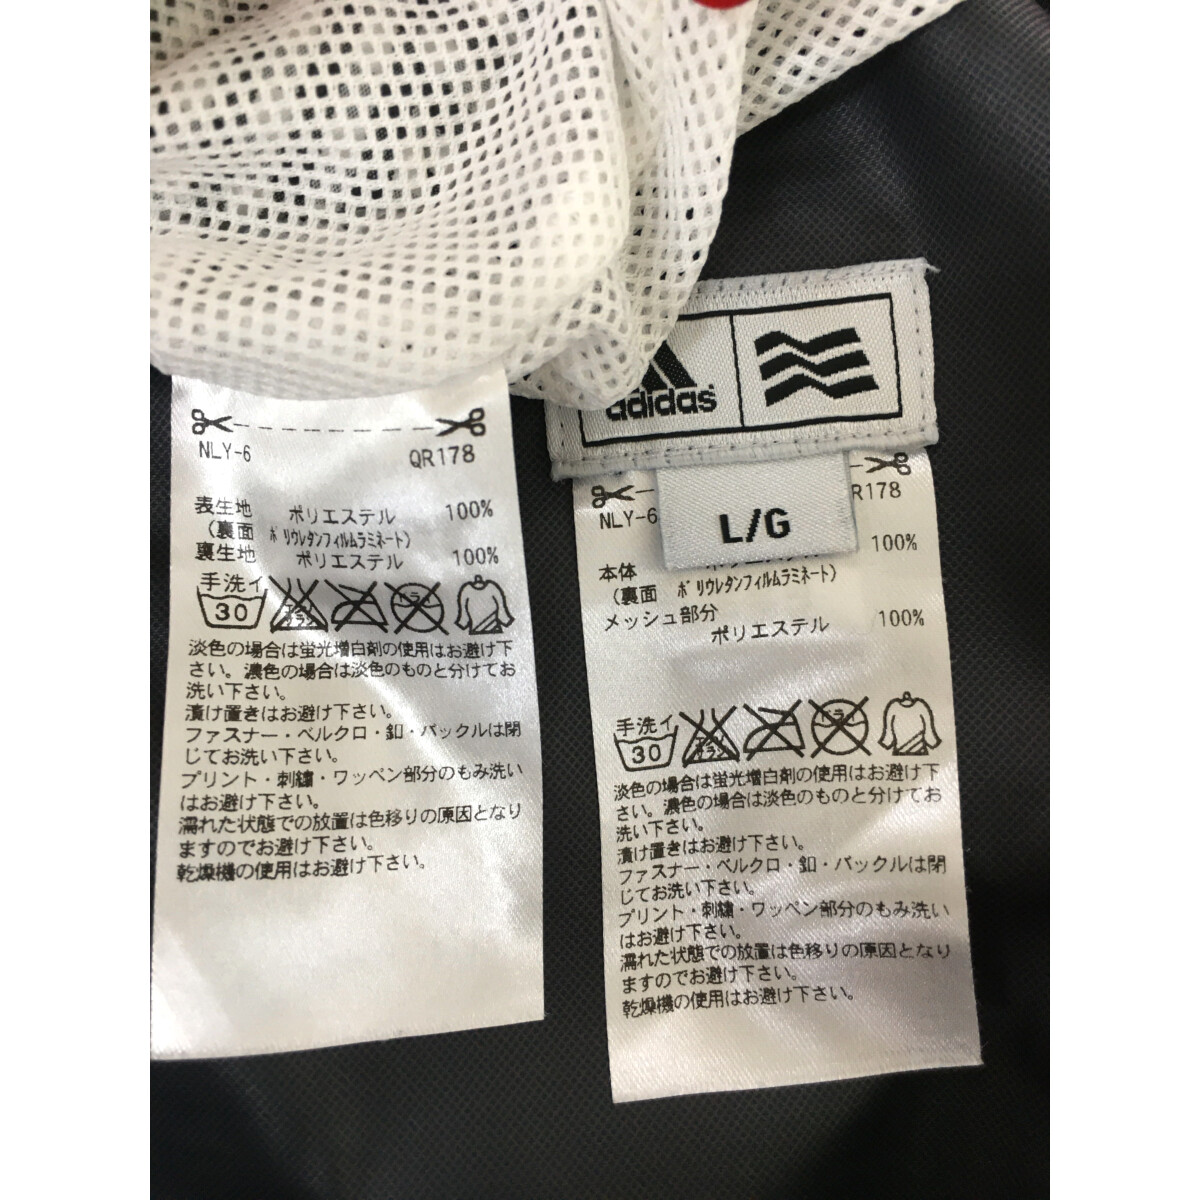 NLY-6 QR178
表生地 ポリエステル 100%
(裏面 ポリウレタンフィルムラミネート)
裏生地 ポリエステル 100%
手洗イ
30 エンソサラシ ドライ
淡色の場合は蛍光増白剤の使用はお避け下
さい。濃色の場合は淡色のものと分けてお
洗い下さい。
漬け置きはお避け下さい。
ファスナー・ベルクロ・釦・バックルは閉
じてお洗い下さい。
プリント・刺繍・ワッペン部分のもみ洗い
はお避け下さい。
濡れた状態での放置は色移りの原因となり
ますのでお避け下さい。
乾燥機の使用はお避け下さい。
adidas
L/G
NLY-6 R178
100%
本体
(裏面 ポリウレタンフィルムラミネート)
メッシュ部分
ポリエステル 100%
手洗イ
30 エンソサラシ ドライ
淡色の場合は蛍光増白剤の使用はお避け下
さい。濃色の場合は淡色のものと分けてお
洗い下さい。
漬け置きはお避け下さい。
ファスナー・ベルクロ・釦・バックルは閉
じてお洗い下さい。
プリント・刺繍・ワッペン部分のもみ洗い
はお避け下さい。
濡れた状態での放置は色移りの原因となり
ますのでお避け下さい。
乾燥機の使用はお避け下さい。